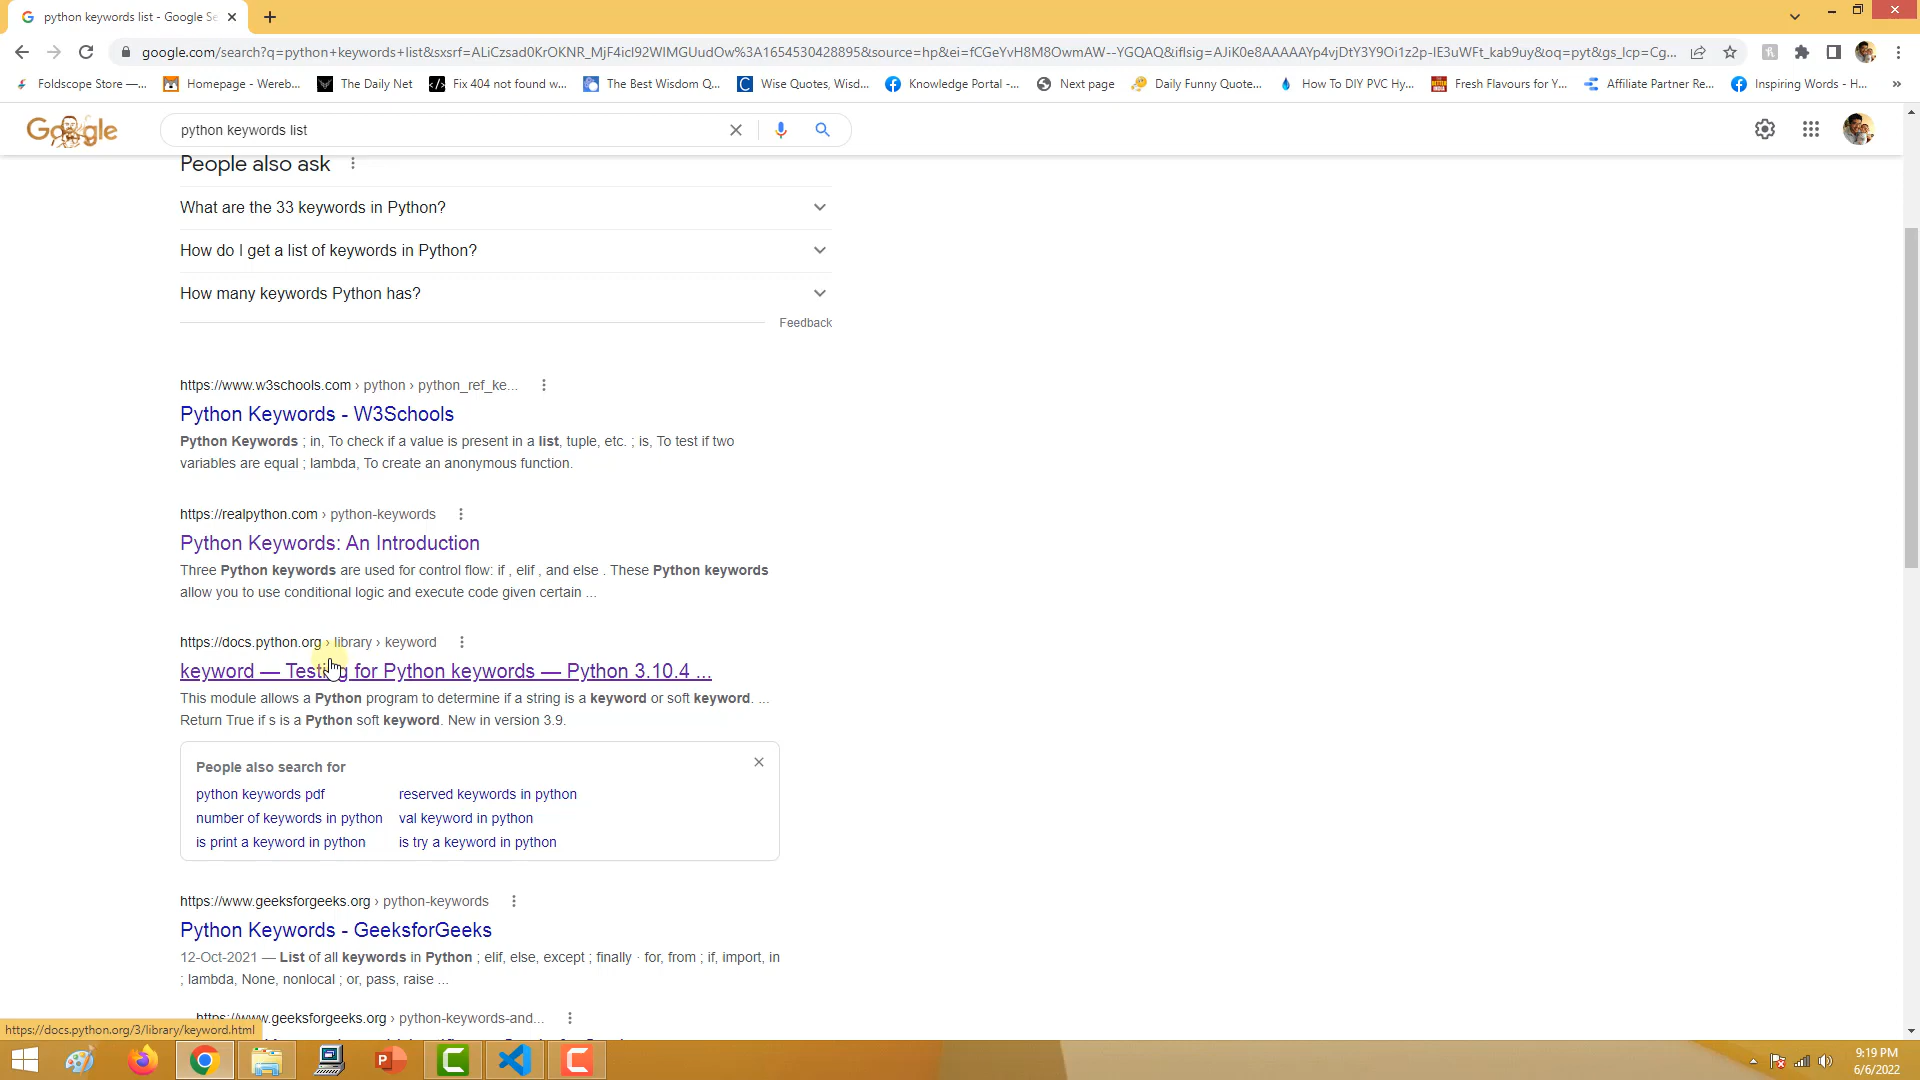 python keywords list - Google Se
google.com/search?q=python+keywords+list&sxsrf=ALiCzsad0KrOKNR_MjF4icI92WIMGUudOw%3A1654530428895&source=hp&ei=fCGeYvH8M8OwmAW--YGQAQ&iflsig=AJiK0e8AAAAAYp4vjDtY3Y9Oi1z2p-IE3uWFt_kab9uy&oq=pyt&gs_lcp=Cg...
Foldscope Store —...
Homepage - Wereb...
The Daily Net
Fix 404 not found w...
The Best Wisdom Q...
Wise Quotes, Wisd...
Knowledge Portal -...
Next page
Daily Funny Quote...
How To DIY PVC Hy...
Fresh Flavours for Y...
Affiliate Partner Re...
Inspiring Words - H...
»
Google
python keywords list
People also ask
What are the 33 keywords in Python?
How do I get a list of keywords in Python?
How many keywords Python has?
Feedback
https://www.w3schools.com › python › python_ref_ke...
Python Keywords - W3Schools
Python Keywords ; in, To check if a value is present in a list, tuple, etc. ; is, To test if two
variables are equal ; lambda, To create an anonymous function.
https://realpython.com › python-keywords
Python Keywords: An Introduction
Three Python keywords are used for control flow: if , elif , and else . These Python keywords
allow you to use conditional logic and execute code given certain ...
https://docs.python.org › library › keyword
keyword — Testing for Python keywords — Python 3.10.4 ...
This module allows a Python program to determine if a string is a keyword or soft keyword. ...
Return True if s is a Python soft keyword. New in version 3.9.
People also search for
python keywords pdf
reserved keywords in python
number of keywords in python
val keyword in python
is print a keyword in python
is try a keyword in python
https://www.geeksforgeeks.org › python-keywords
Python Keywords - GeeksforGeeks
12-Oct-2021 — List of all keywords in Python ; elif, else, except ; finally · for, from ; if, import, in
; lambda, None, nonlocal ; or, pass, raise ...
https://www.geeksforgeeks.org › python-keywords-and...
https://docs.python.org/3/library/keyword.html
9:19 PM
6/6/2022